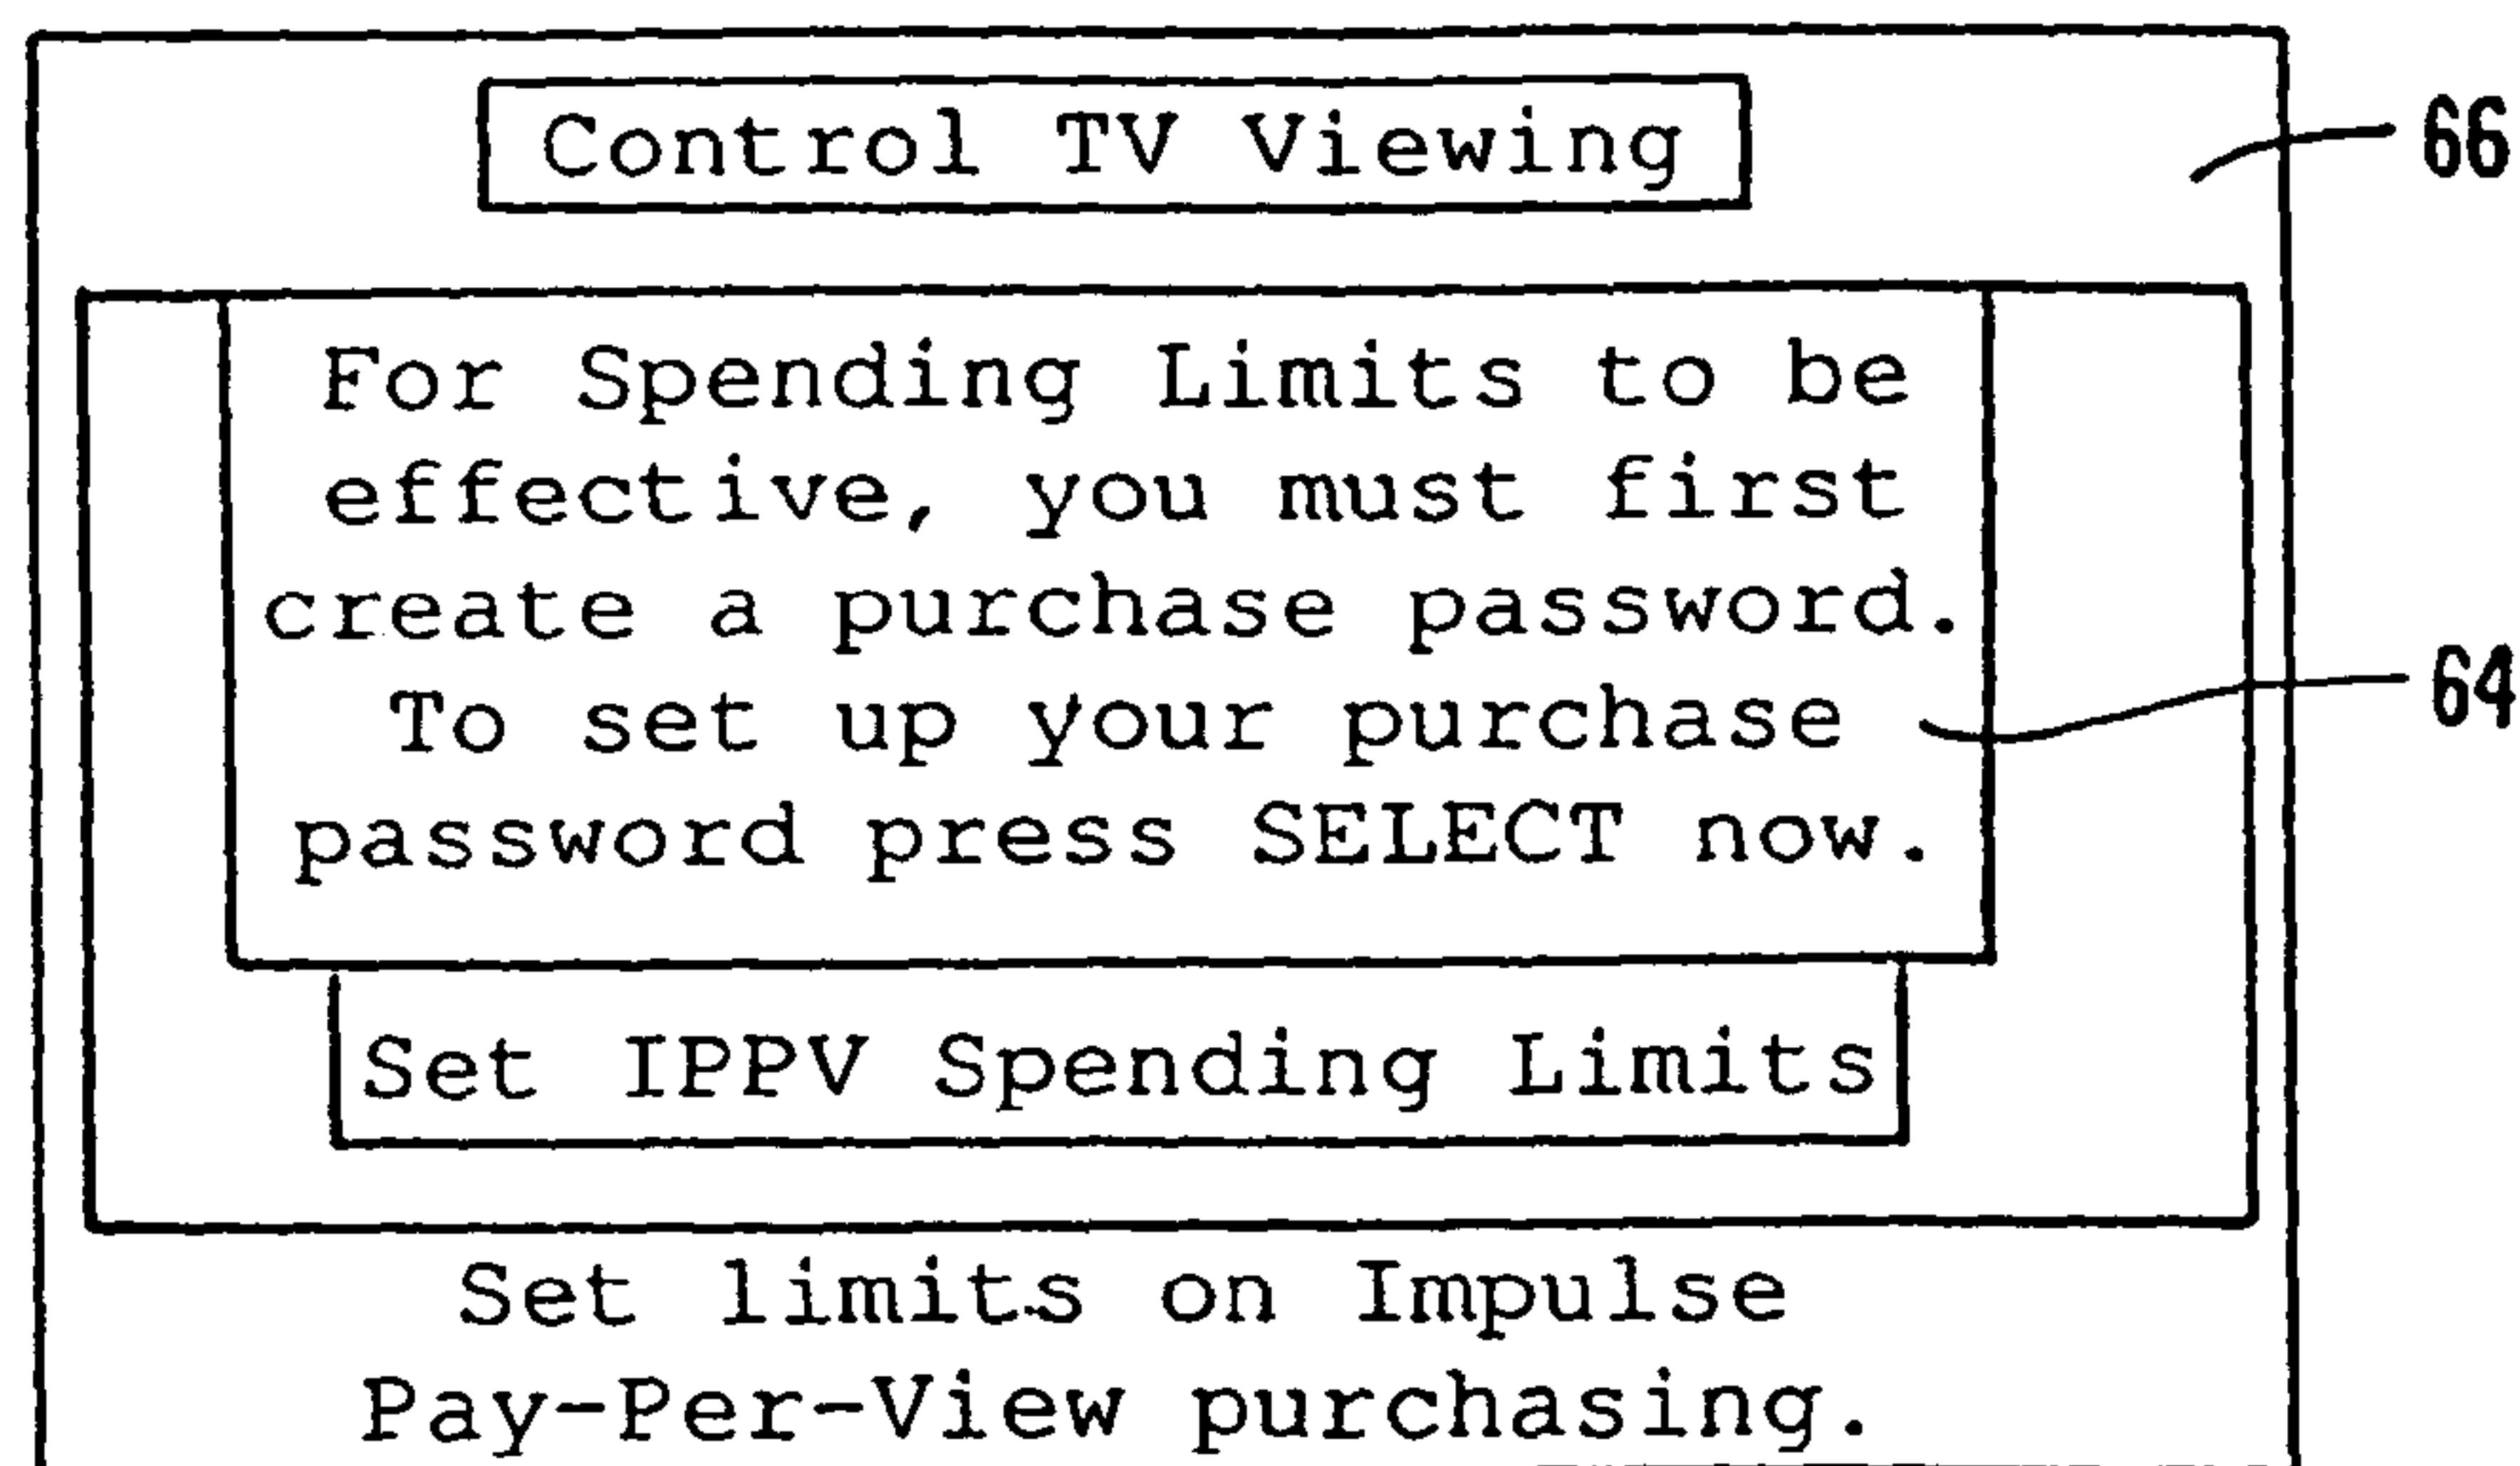 Control TV Viewing
66
For Spending Limits to be
effective, you must first
create a purchase password.
To set up your purchase
password press SELECT now.
64
Set IPPV Spending Limits
Set limits on Impulse
Pay-Per-View purchasing.